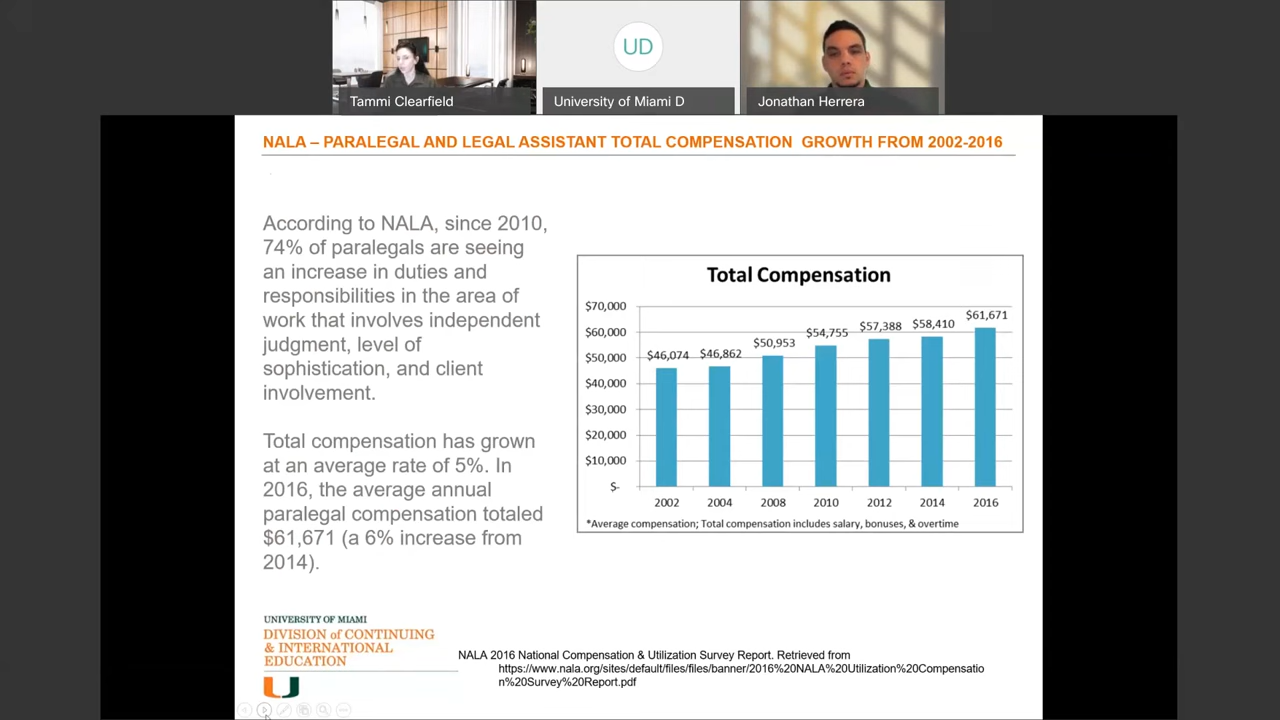 Tammi Clearfield
UD
University of Miami D
Jonathan Herrera
NALA – PARALEGAL AND LEGAL ASSISTANT TOTAL COMPENSATION GROWTH FROM 2002-2016
According to NALA, since 2010,
74% of paralegals are seeing
an increase in duties and
responsibilities in the area of
work that involves independent
judgment, level of
sophistication, and client
involvement.
Total compensation has grown
at an average rate of 5%. In
2016, the average annual
paralegal compensation totaled
$61,671 (a 6% increase from
2014).
Total Compensation
$70,000
$60,000
$50,000
$40,000
$30,000
$20,000
$10,000
$-
$46,074
$46,862
$50,953
$54,755
$57,388
$58,410
$61,671
2002 2004 2008 2010 2012 2014 2016
*Average compensation; Total compensation includes salary, bonuses, & overtime
UNIVERSITY OF MIAMI
DIVISION of CONTINUING
& INTERNATIONAL
EDUCATION
U
NALA 2016 National Compensation & Utilization Survey Report. Retrieved from
https://www.nala.org/sites/default/files/files/banner/2016%20NALA%20Utilization%20Compensatio
n%20Survey%20Report.pdf